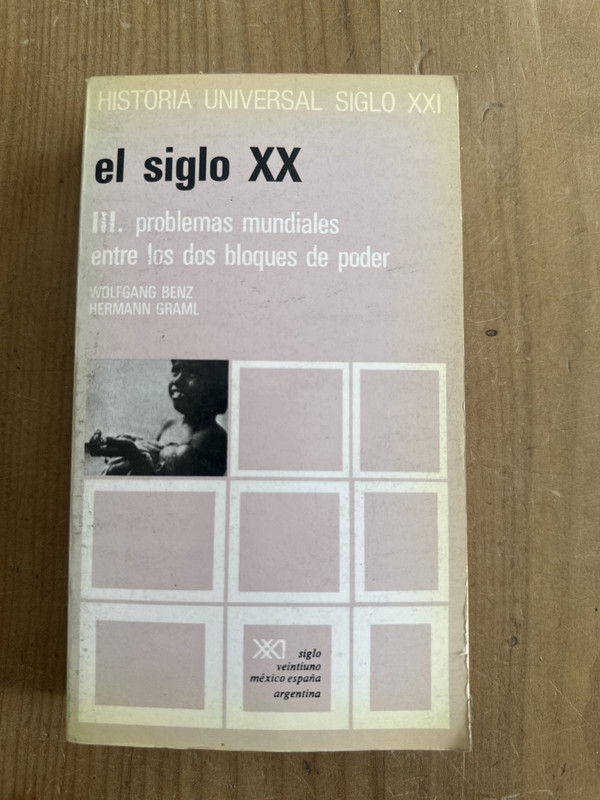 HISTORIA UNIVERSAL SIGLO XXI
el siglo XX
III. problemas mundiales
entre los dos bloques de poder
WOLFGANG BENZ
HERMANN GRAML
XXI siglo
veintiuno
méxico españa
argentina